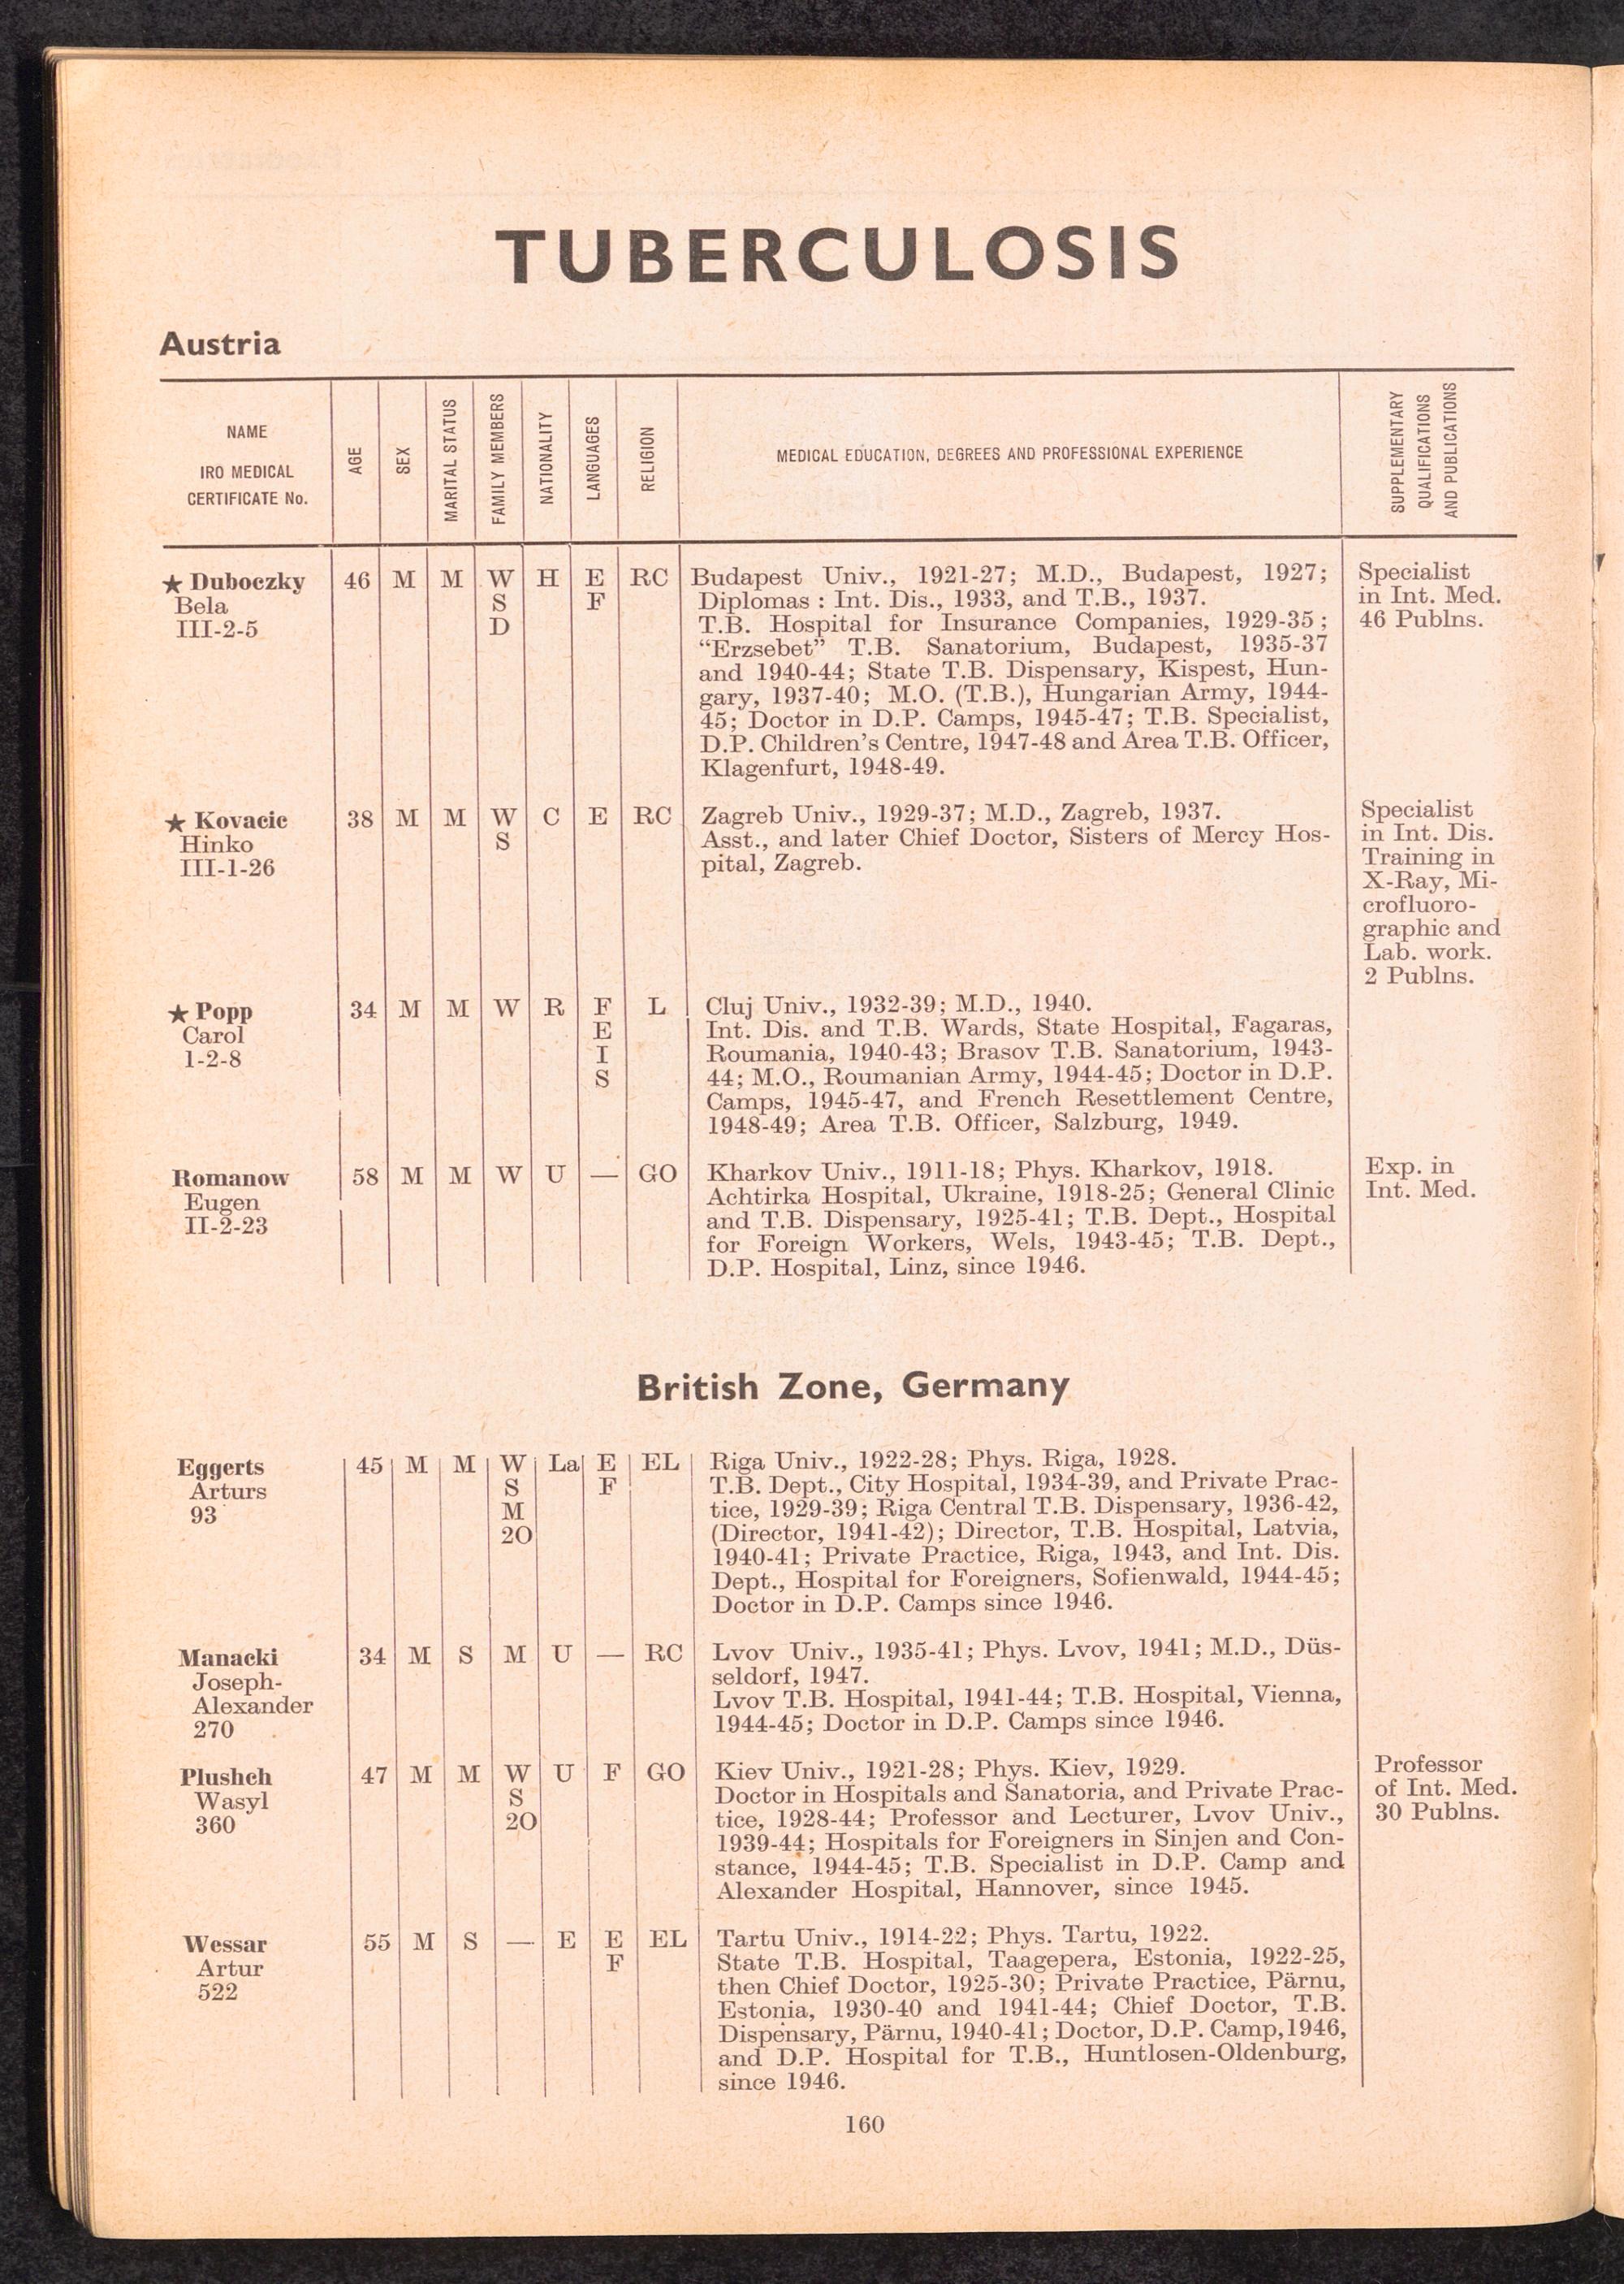 TUBERCULOSIS
Austria
NAME
IRO MEDICAL
CERTIFICATE No.
AGE
SEX
MARITAL STATUS
FAMILY MEMBERS
NATIONALITY
LANGUAGES
RELIGION
MEDICAL EDUCATION, DEGREES AND PROFESSIONAL EXPERIENCE
SUPPLEMENTARY
QUALIFICATIONS
AND PUBLICATIONS
★ Duboczky
Bela
III-2-5
46 M M W H E RC
S F
D
Budapest Univ., 1921-27; M.D., Budapest, 1927;
Diplomas : Int. Dis., 1933, and T.B., 1937.
T.B. Hospital for Insurance Companies, 1929-35 ;
“Erzsebet” T.B. Sanatorium, Budapest, 1935-37
and 1940-44; State T.B. Dispensary, Kispest, Hun-
gary, 1937-40; M.O. (T.B.), Hungarian Army, 1944-
45; Doctor in D.P. Camps, 1945-47; T.B. Specialist,
D.P. Children’s Centre, 1947-48 and Area T.B. Officer,
Klagenfurt, 1948-49.
Specialist
in Int. Med.
46 Publns.
★ Kovacic
Hinko
III-1-26
38 M M W C E RC
S
Zagreb Univ., 1929-37; M.D., Zagreb, 1937.
Asst., and later Chief Doctor, Sisters of Mercy Hos-
pital, Zagreb.
Specialist
in Int. Dis.
Training in
X-Ray, Mi-
crofluoro-
graphic and
Lab. work.
2 Publns.
★ Popp
Carol
1-2-8
34 M M W R F L
E
I
S
Cluj Univ., 1932-39; M.D., 1940.
Int. Dis. and T.B. Wards, State Hospital, Fagaras,
Roumania, 1940-43; Brasov T.B. Sanatorium, 1943-
44; M.O., Roumanian Army, 1944-45; Doctor in D.P.
Camps, 1945-47, and French Resettlement Centre,
1948-49; Area T.B. Officer, Salzburg, 1949.
Romanow
Eugen
II-2-23
58 M M W U — GO
Kharkov Univ., 1911-18; Phys. Kharkov, 1918.
Achtirka Hospital, Ukraine, 1918-25; General Clinic
and T.B. Dispensary, 1925-41; T.B. Dept., Hospital
for Foreign Workers, Wels, 1943-45; T.B. Dept.,
D.P. Hospital, Linz, since 1946.
Exp. in
Int. Med.
British Zone, Germany
Eggerts
Arturs
93
45 M M W La E EL
S F
M
2O
Riga Univ., 1922-28; Phys. Riga, 1928.
T.B. Dept., City Hospital, 1934-39, and Private Prac-
tice, 1929-39; Riga Central T.B. Dispensary, 1936-42,
(Director, 1941-42); Director, T.B. Hospital, Latvia,
1940-41; Private Practice, Riga, 1943, and Int. Dis.
Dept., Hospital for Foreigners, Sofienwald, 1944-45;
Doctor in D.P. Camps since 1946.
Manacki
Joseph-
Alexander
270
34 M S M U — RC
Lvov Univ., 1935-41; Phys. Lvov, 1941; M.D., Düs-
seldorf, 1947.
Lvov T.B. Hospital, 1941-44; T.B. Hospital, Vienna,
1944-45; Doctor in D.P. Camps since 1946.
Plushch
Wasyl
360
47 M M W U F GO
S
2O
Kiev Univ., 1921-28; Phys. Kiev, 1929.
Doctor in Hospitals and Sanatoria, and Private Prac-
tice, 1928-44; Professor and Lecturer, Lvov Univ.,
1939-44; Hospitals for Foreigners in Sinjen and Con-
stance, 1944-45; T.B. Specialist in D.P. Camp and
Alexander Hospital, Hannover, since 1945.
Professor
of Int. Med.
30 Publns.
Wessar
Artur
522
55 M S — E E EL
F
Tartu Univ., 1914-22; Phys. Tartu, 1922.
State T.B. Hospital, Taagepera, Estonia, 1922-25,
then Chief Doctor, 1925-30; Private Practice, Pärnu,
Estonia, 1930-40 and 1941-44; Chief Doctor, T.B.
Dispensary, Pärnu, 1940-41; Doctor, D.P. Camp, 1946,
and D.P. Hospital for T.B., Huntlosen-Oldenburg,
since 1946.
160